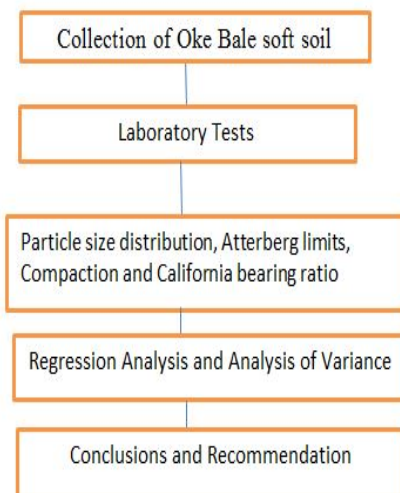 Collection of Oke Bale soft soil
Laboratory Tests
Particle size distribution, Atterberg limits,
Compaction and California bearing ratio
Regression Analysis and Analysis of Variance
Conclusions and Recommendation